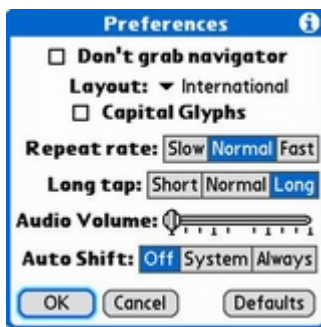 Preferences i
Don't grab navigator
Layout: International
Capital Glyphs
Repeat rate: Slow Normal Fast
Long tap: Short Normal Long
Audio Volume:
Auto Shift: Off System Always
OK Cancel Defaults